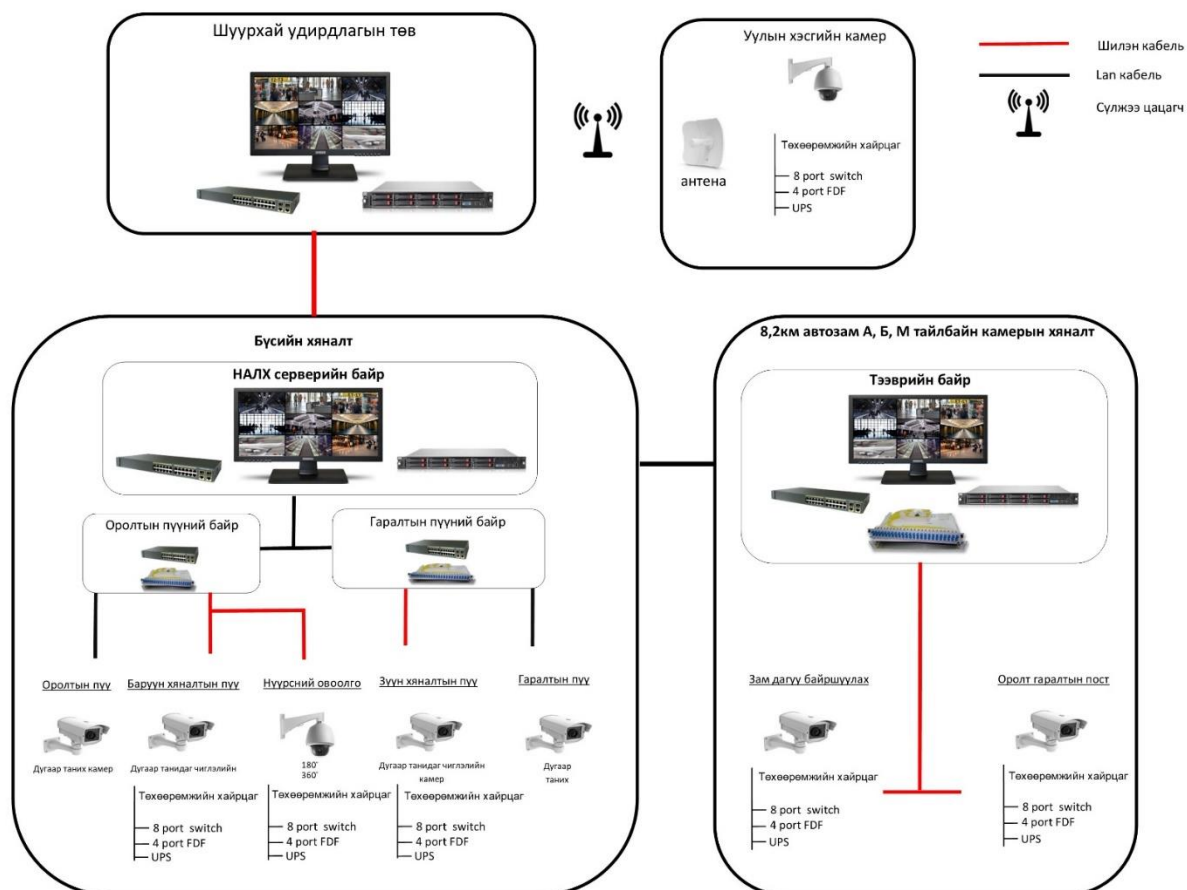 Шуурхай удирдлагын төв
Уулын хэсгийн камер
антена
Төхөөрөмжийн хайрцаг
8 port switch
4 port FDF
UPS
Шилэн кабель
Lan кабель
Сүлжээ цацагч
Бүсийн хяналт
НАЛХ серверийн байр
Оролтын пүүний байр
Гаралтын пүүний байр
Оролтын пүү
Баруун хяналтын пүү
Нүүрсний овоолго
Зүүн хяналтын пүү
Гаралтын пүү
Дугаар таних камер
Дугаар танидаг чиглэлийн
180'
360'
Дугаар танидаг чиглэлийн
камер
Дугаар
таних
Төхөөрөмжийн хайрцаг
8 port switch
4 port FDF
UPS
Төхөөрөмжийн хайрцаг
8 port switch
4 port FDF
UPS
Төхөөрөмжийн хайрцаг
8 port switch
4 port FDF
UPS
8,2км автозам А, Б, М тайлбайн камерын хяналт
Тээврийн байр
Зам дагуу байршуулах
Оролт гаралтын пост
Төхөөрөмжийн хайрцаг
8 port switch
4 port FDF
UPS
Төхөөрөмжийн хайрцаг
8 port switch
4 port FDF
UPS